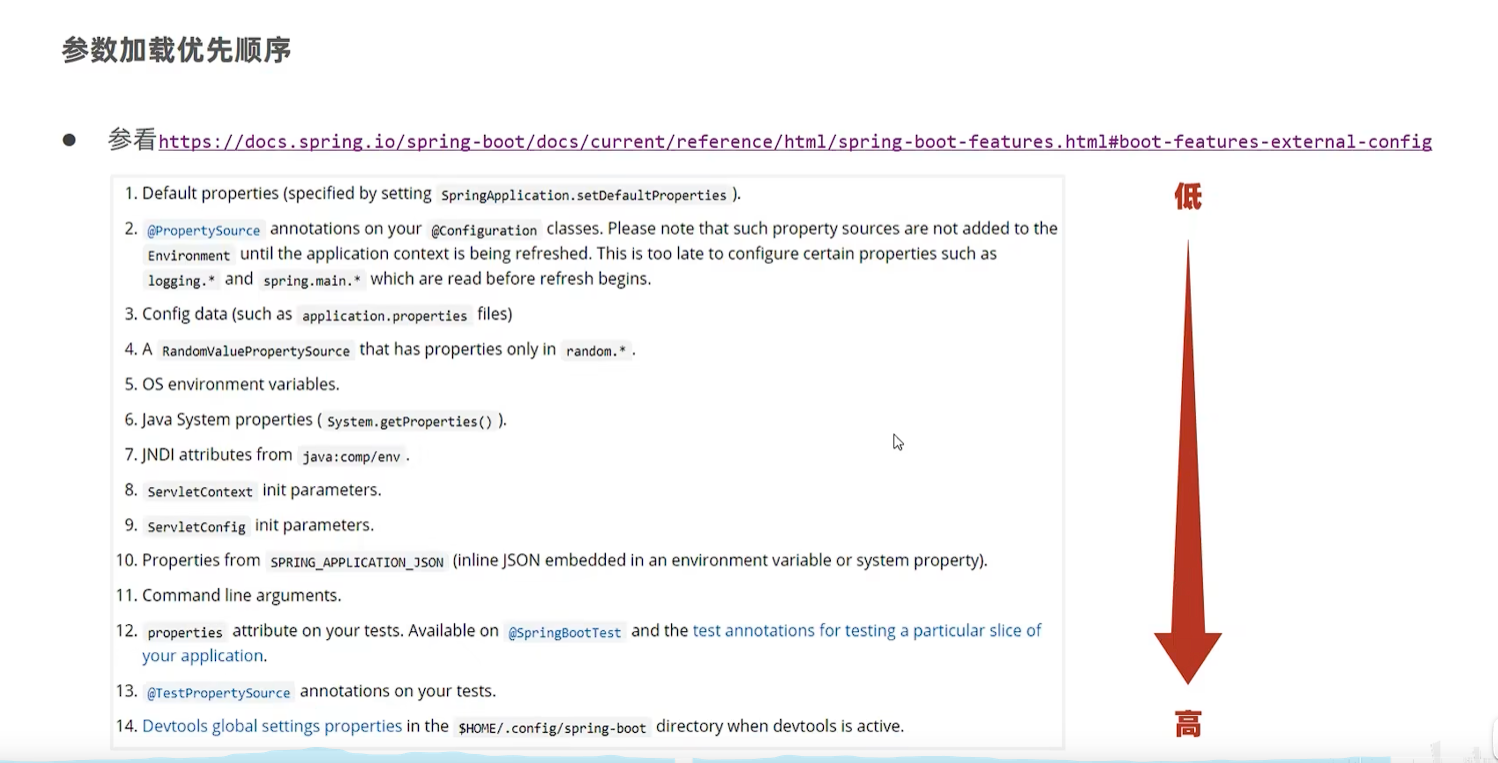 参数加载优先顺序
● 参看https://docs.spring.io/spring-boot/docs/current/reference/html/spring-boot-features.html#boot-features-external-config
1. Default properties (specified by setting SpringApplication.setDefaultProperties ).
2. @PropertySource annotations on your @Configuration classes. Please note that such property sources are not added to the
Environment until the application context is being refreshed. This is too late to configure certain properties such as
logging.* and spring.main.* which are read before refresh begins.
3. Config data (such as application.properties files)
4. A RandomValuePropertySource that has properties only in random.* .
5. OS environment variables.
6. Java System properties ( System.getProperties() ).
7. JNDI attributes from java:comp/env .
8. ServletContext init parameters.
9. ServletConfig init parameters.
10. Properties from SPRING_APPLICATION_JSON (inline JSON embedded in an environment variable or system property).
11. Command line arguments.
12. properties attribute on your tests. Available on @SpringBootTest and the test annotations for testing a particular slice of
your application.
13. @TestPropertySource annotations on your tests.
14. Devtools global settings properties in the $HOME/.config/spring-boot directory when devtools is active.
低
高